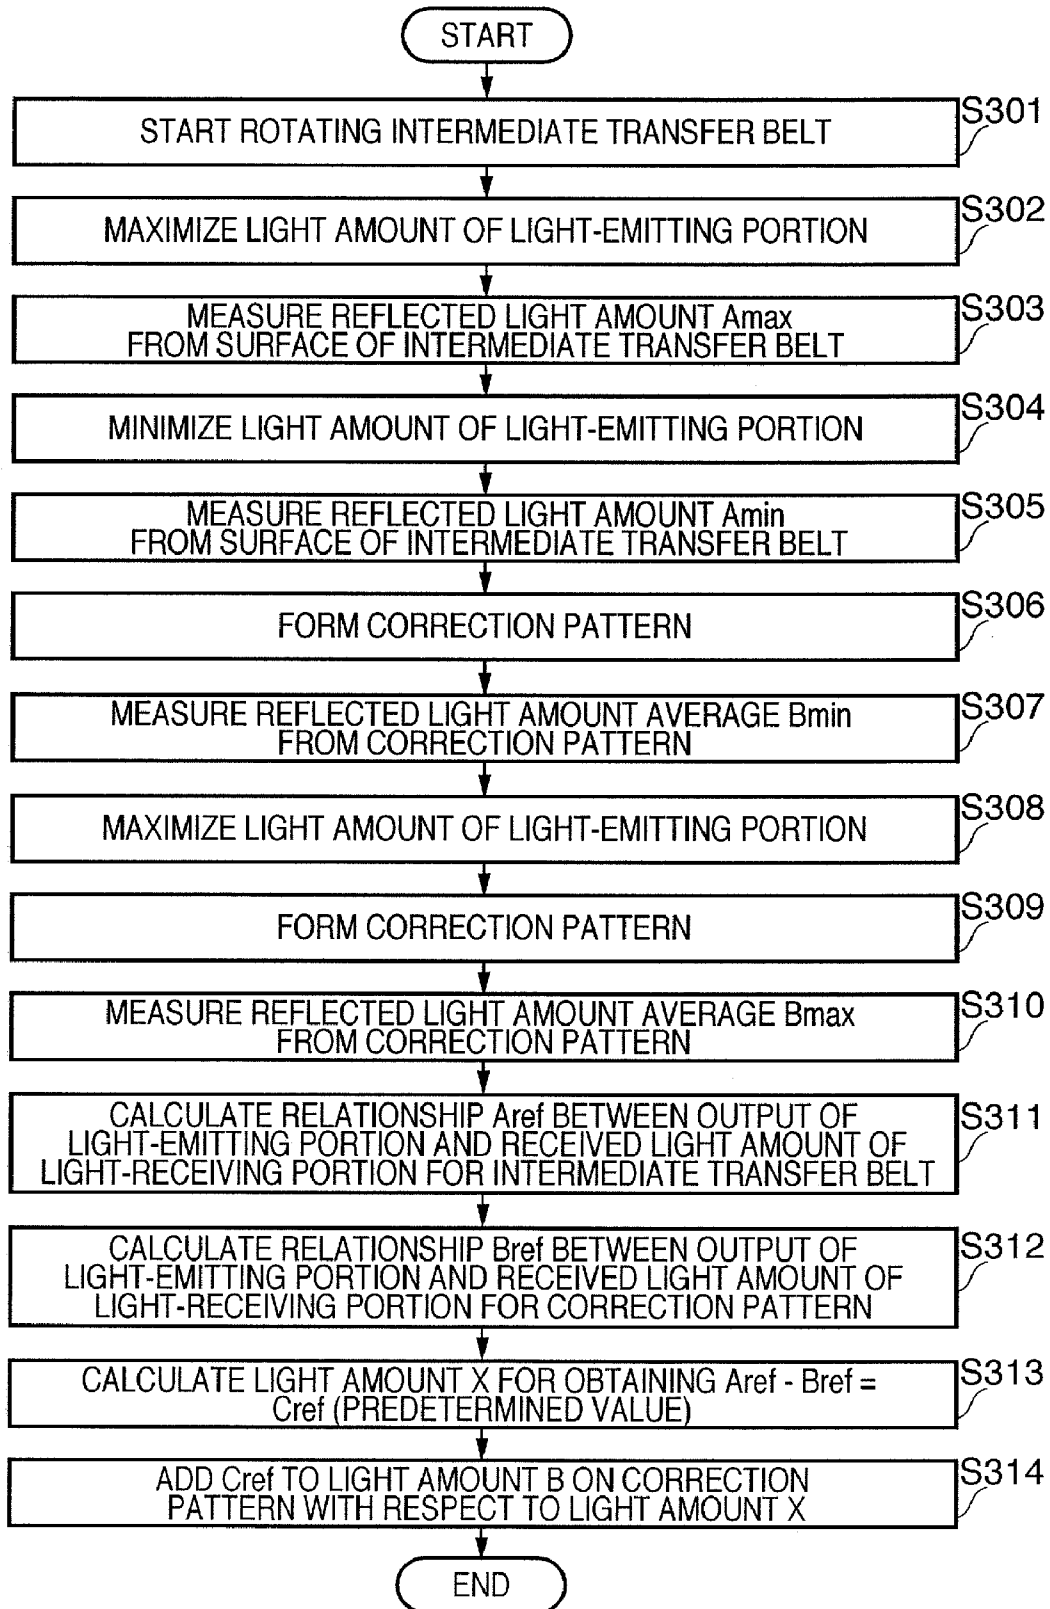 START
S301
START ROTATING INTERMEDIATE TRANSFER BELT
S302
MAXIMIZE LIGHT AMOUNT OF LIGHT-EMITTING PORTION
S303
MEASURE REFLECTED LIGHT AMOUNT Amax
FROM SURFACE OF INTERMEDIATE TRANSFER BELT
S304
MINIMIZE LIGHT AMOUNT OF LIGHT-EMITTING PORTION
S305
MEASURE REFLECTED LIGHT AMOUNT Amin
FROM SURFACE OF INTERMEDIATE TRANSFER BELT
S306
FORM CORRECTION PATTERN
S307
MEASURE REFLECTED LIGHT AMOUNT AVERAGE Bmin
FROM CORRECTION PATTERN
S308
MAXIMIZE LIGHT AMOUNT OF LIGHT-EMITTING PORTION
S309
FORM CORRECTION PATTERN
S310
MEASURE REFLECTED LIGHT AMOUNT AVERAGE Bmax
FROM CORRECTION PATTERN
S311
CALCULATE RELATIONSHIP Aref BETWEEN OUTPUT OF
LIGHT-EMITTING PORTION AND RECEIVED LIGHT AMOUNT OF
LIGHT-RECEIVING PORTION FOR INTERMEDIATE TRANSFER BELT
S312
CALCULATE RELATIONSHIP Bref BETWEEN OUTPUT OF
LIGHT-EMITTING PORTION AND RECEIVED LIGHT AMOUNT OF
LIGHT-RECEIVING PORTION FOR CORRECTION PATTERN
S313
CALCULATE LIGHT AMOUNT X FOR OBTAINING Aref - Bref =
Cref (PREDETERMINED VALUE)
S314
ADD Cref TO LIGHT AMOUNT B ON CORRECTION
PATTERN WITH RESPECT TO LIGHT AMOUNT X
END